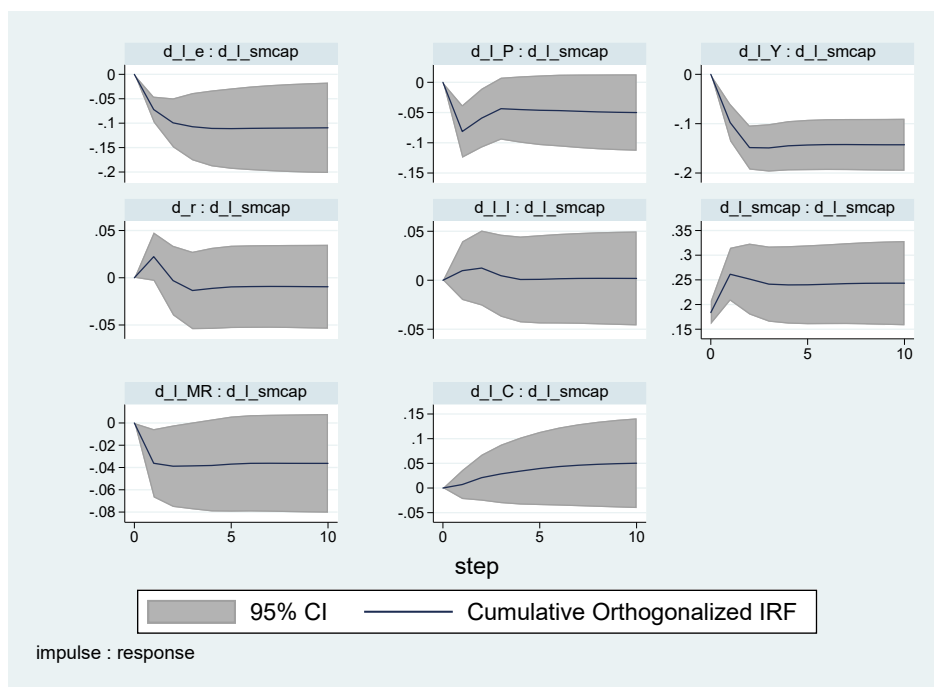 d_l_e : d_l_smcap
d_l_P : d_l_smcap
d_l_Y : d_l_smcap
0
-.05
-.1
-.15
-.2
0
-.05
-.1
-.15
0
-.1
-.2
d_r : d_l_smcap
d_l_I : d_l_smcap
d_l_smcap : d_l_smcap
.05
0
-.05
.05
0
-.05
.35
.3
.25
.2
.15
0 5 10
d_l_MR : d_l_smcap
d_l_C : d_l_smcap
0
-.02
-.04
-.06
-.08
0 5 10
.15
.1
.05
0
-.05
0 5 10
step
95% CI
Cumulative Orthogonalized IRF
impulse : response